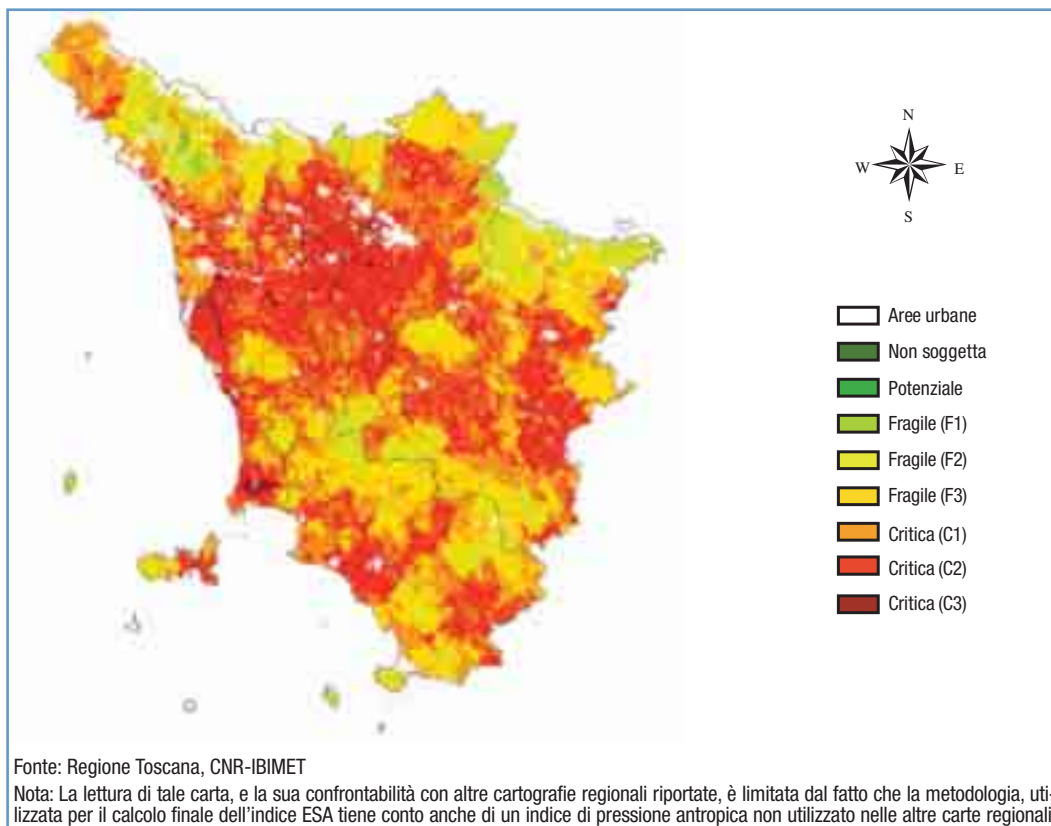 N
W E
S
Aree urbane
Non soggetta
Potenziale
Fragile (F1)
Fragile (F2)
Fragile (F3)
Critica (C1)
Critica (C2)
Critica (C3)
Fonte: Regione Toscana, CNR-IBIMET
Nota: La lettura di tale carta, e la sua confrontabilità con altre cartografie regionali riportate, è limitata dal fatto che la metodologia, uti-
lizzata per il calcolo finale dell'indice ESA tiene conto anche di un indice di pressione antropica non utilizzato nelle altre carte regionali